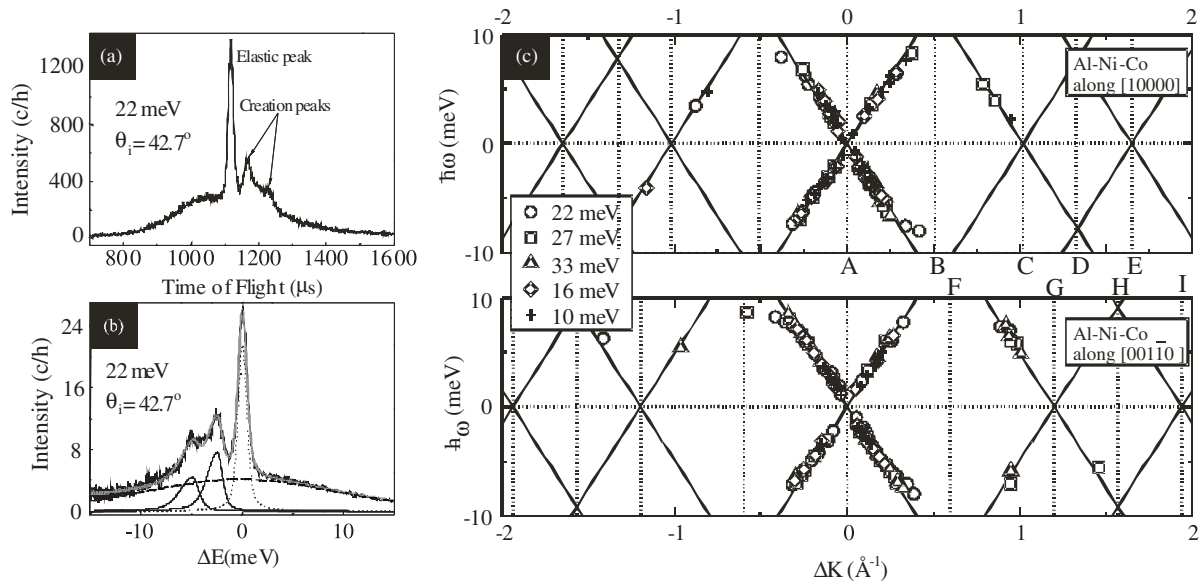 (a)
Intensity (c/h)
1200
800
400
0
22 meV
θi=42.7°
Elastic peak
Creation peaks
800 1000 1200 1400 1600
Time of Flight (μs)
(b)
Intensity (c/h)
24
16
8
0
22 meV
θi=42.7°
-10 0 10
ΔE(meV)
-2 -1 0 1 2
(c)
ħω (meV)
10
0
-10
Al-Ni-Co
along [10000]
22 meV
27 meV
33 meV
16 meV
10 meV
A B C D E
F G H I
ħω (meV)
10
0
-10
Al-Ni-Co
along [001̅1̅0]
-2 -1 0 1 2
ΔK (Å⁻¹)